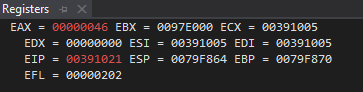 Registers
EAX = 00000046 EBX = 0097E000 ECX = 00391005
EDX = 00000000 ESI = 00391005 EDI = 00391005
EIP = 00391021 ESP = 0079F864 EBP = 0079F870
EFL = 00000202